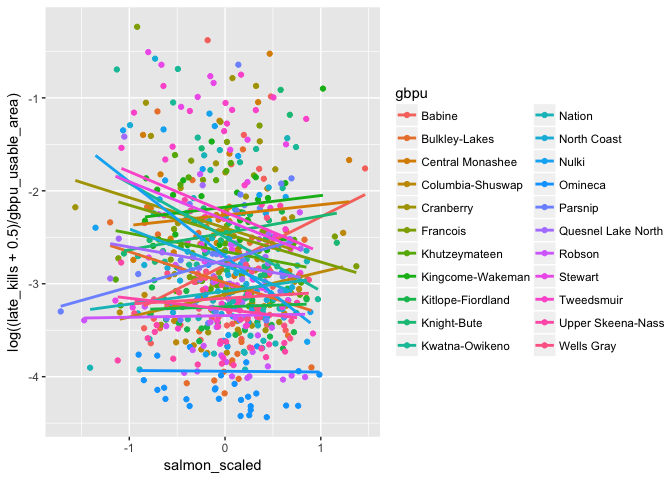 gbpu
Babine
Bulkley-Lakes
Central Monashee
Columbia-Shuswap
Cranberry
Francois
Khutzeymateen
Kingcome-Wakeman
Kitlope-Fiordland
Knight-Bute
Kwatna-Owikeno
Nation
North Coast
Nulki
Omineca
Parsnip
Quesnel Lake North
Robson
Stewart
Tweedsmuir
Upper Skeena-Nass
Wells Gray
log((late_kills + 0.5)/gbpu_usable_area)
-1
-2
-3
-4
-1
0
1
salmon_scaled